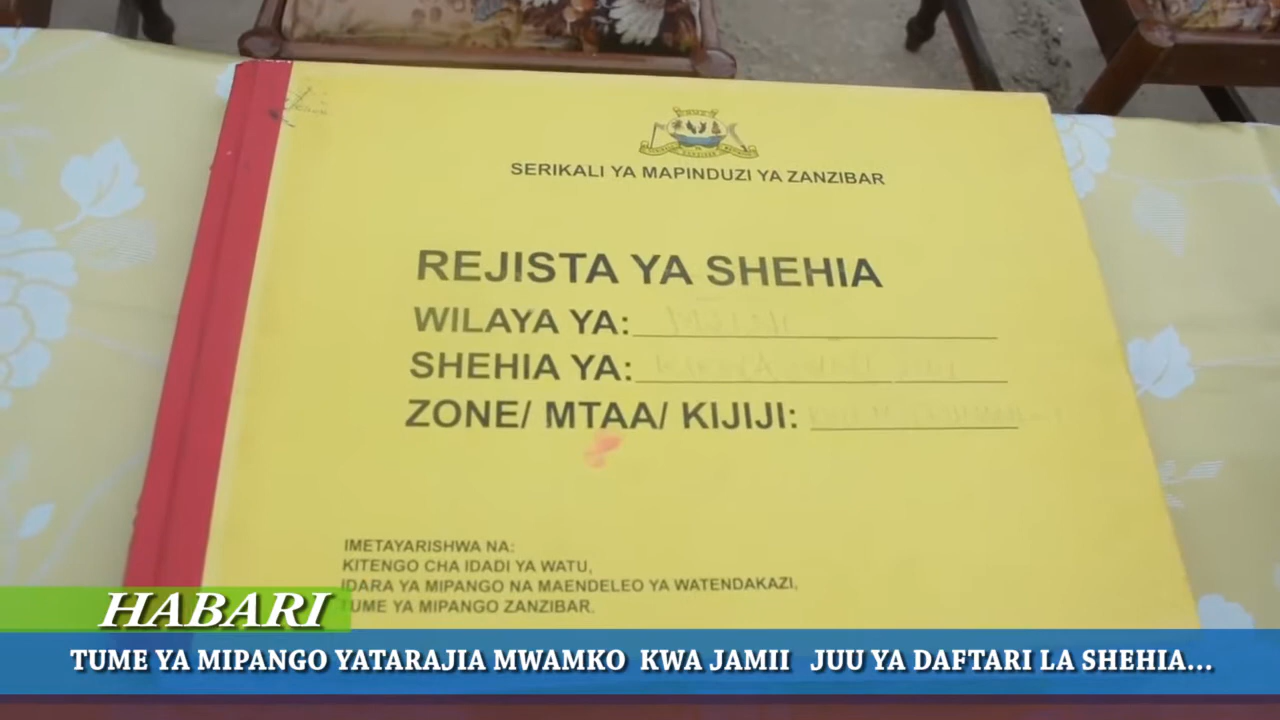 SERIKALI YA MAPINDUZI YA ZANZIBAR
REJISTA YA SHEHIA
WILAYA YA:
SHEHIA YA:
ZONE/ MTAA/ KIJIJI:
IMETAYARISHWA NA:
KITENGO CHA IDADI YA WATU,
IDARA YA MIPANGO NA MAENDELEO YA WATENDAKAZI,
TUME YA MIPANGO ZANZIBAR.
HABARI
TUME YA MIPANGO YATARAJIA MWAMKO KWA JAMII JUU YA DAFTARI LA SHEHIA...